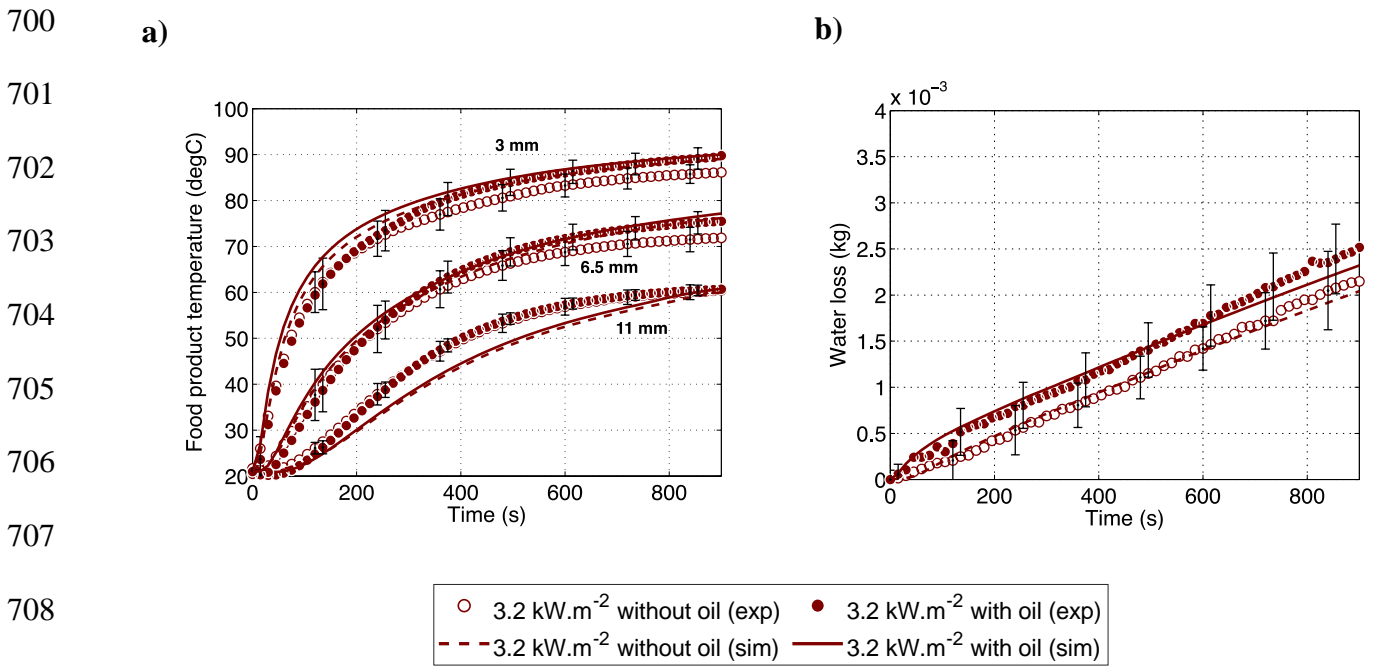 700
a)
b)
701
702
703
704
705
706
707
708
100
90
80
70
60
50
40
30
20
0
200
400
600
800
Food product temperature (degC)
Time (s)
3 mm
6.5 mm
11 mm
x 10⁻³
4
3.5
3
2.5
2
1.5
1
0.5
0
0
200
400
600
800
Water loss (kg)
Time (s)
3.2 kW.m⁻² without oil (exp)
3.2 kW.m⁻² with oil (exp)
3.2 kW.m⁻² without oil (sim)
3.2 kW.m⁻² with oil (sim)